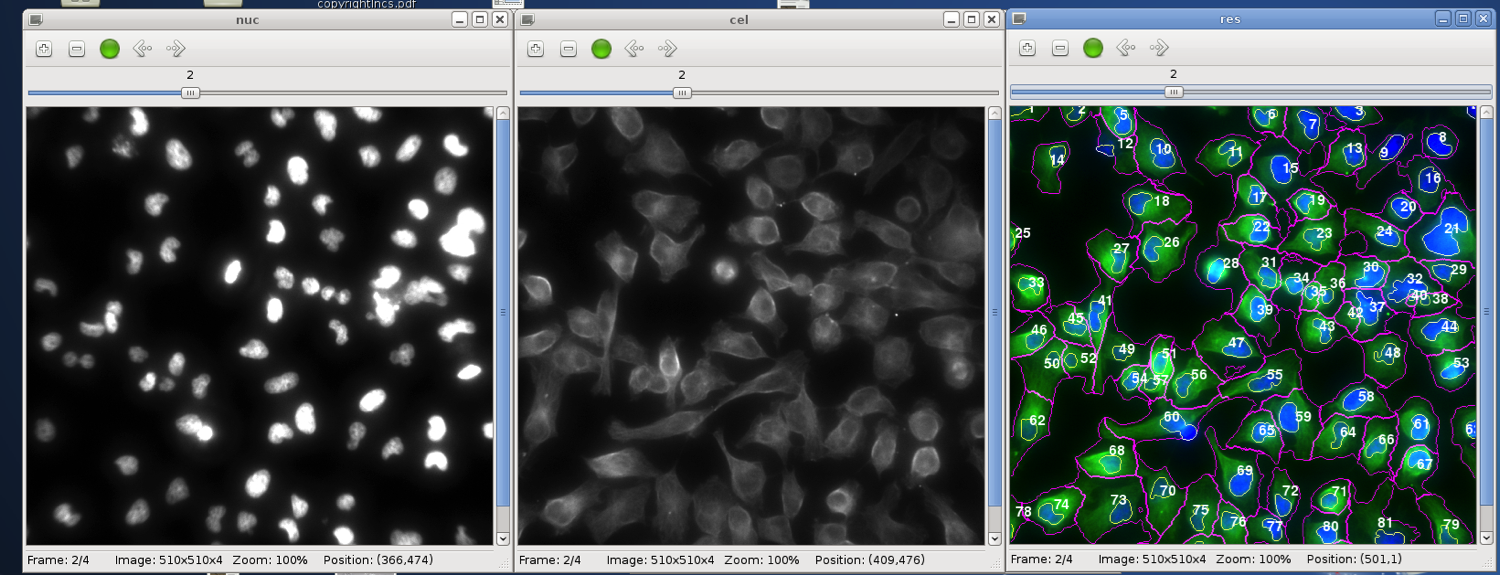 copyrightIncs.pdf
nuc
cel
res
2
2
2
1 2 5 6 7 3 8
12 10 11 13 9
14 15 16
18 17 19 20
25 27 26 22 23 24 21
28 31 34 30 32 29
33 35 36 40 38
41 39 42 37
46 45 43 44
50 52 49 51 47 48 53
54 57 56 55 58
62 60 65 59 64 66 61
68 69 67
78 74 73 70 72 71
75 76 77 80 81 79
Frame: 2/4 Image: 510x510x4 Zoom: 100% Position: (366,474)
Frame: 2/4 Image: 510x510x4 Zoom: 100% Position: (409,476)
Frame: 2/4 Image: 510x510x4 Zoom: 100% Position: (501,1)